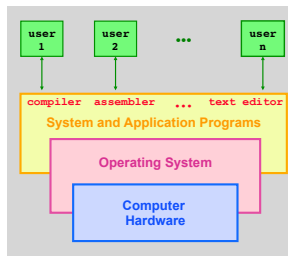 user user ... user
1 2 n
compiler assembler ... text editor
System and Application Programs
Operating System
Computer
Hardware